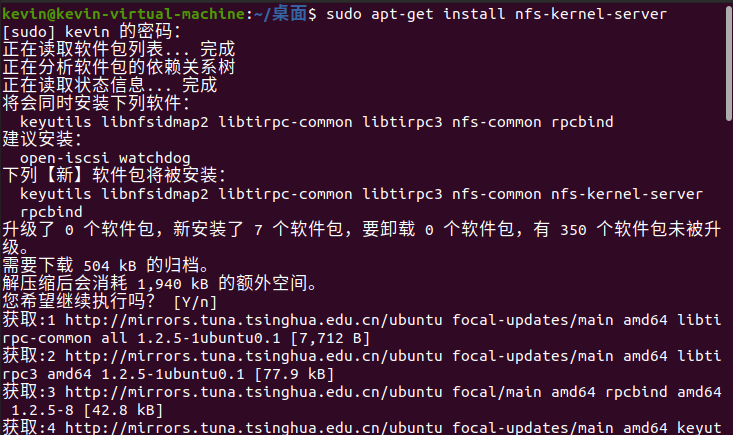 kevin@kevin-virtual-machine:~/桌面$ sudo apt-get install nfs-kernel-server
[sudo] kevin 的密码：
正在读取软件包列表... 完成
正在分析软件包的依赖关系树
正在读取状态信息... 完成
将会同时安装下列软件：
  keyutils libnfsidmap2 libtirpc-common libtirpc3 nfs-common rpcbind
建议安装：
  open-iscsi watchdog
下列【新】软件包将被安装：
  keyutils libnfsidmap2 libtirpc-common libtirpc3 nfs-common nfs-kernel-server
  rpcbind
升级了 0 个软件包，新安装了 7 个软件包，要卸载 0 个软件包，有 350 个软件包未被升
级。
需要下载 504 kB 的归档。
解压缩后会消耗 1,940 kB 的额外空间。
您希望继续执行吗？ [Y/n]
获取:1 http://mirrors.tuna.tsinghua.edu.cn/ubuntu focal-updates/main amd64 libti
rpc-common all 1.2.5-1ubuntu0.1 [7,712 B]
获取:2 http://mirrors.tuna.tsinghua.edu.cn/ubuntu focal-updates/main amd64 libti
rpc3 amd64 1.2.5-1ubuntu0.1 [77.9 kB]
获取:3 http://mirrors.tuna.tsinghua.edu.cn/ubuntu focal/main amd64 rpcbind amd64
 1.2.5-8 [42.8 kB]
获取:4 http://mirrors.tuna.tsinghua.edu.cn/ubuntu focal-updates/main amd64 keyut